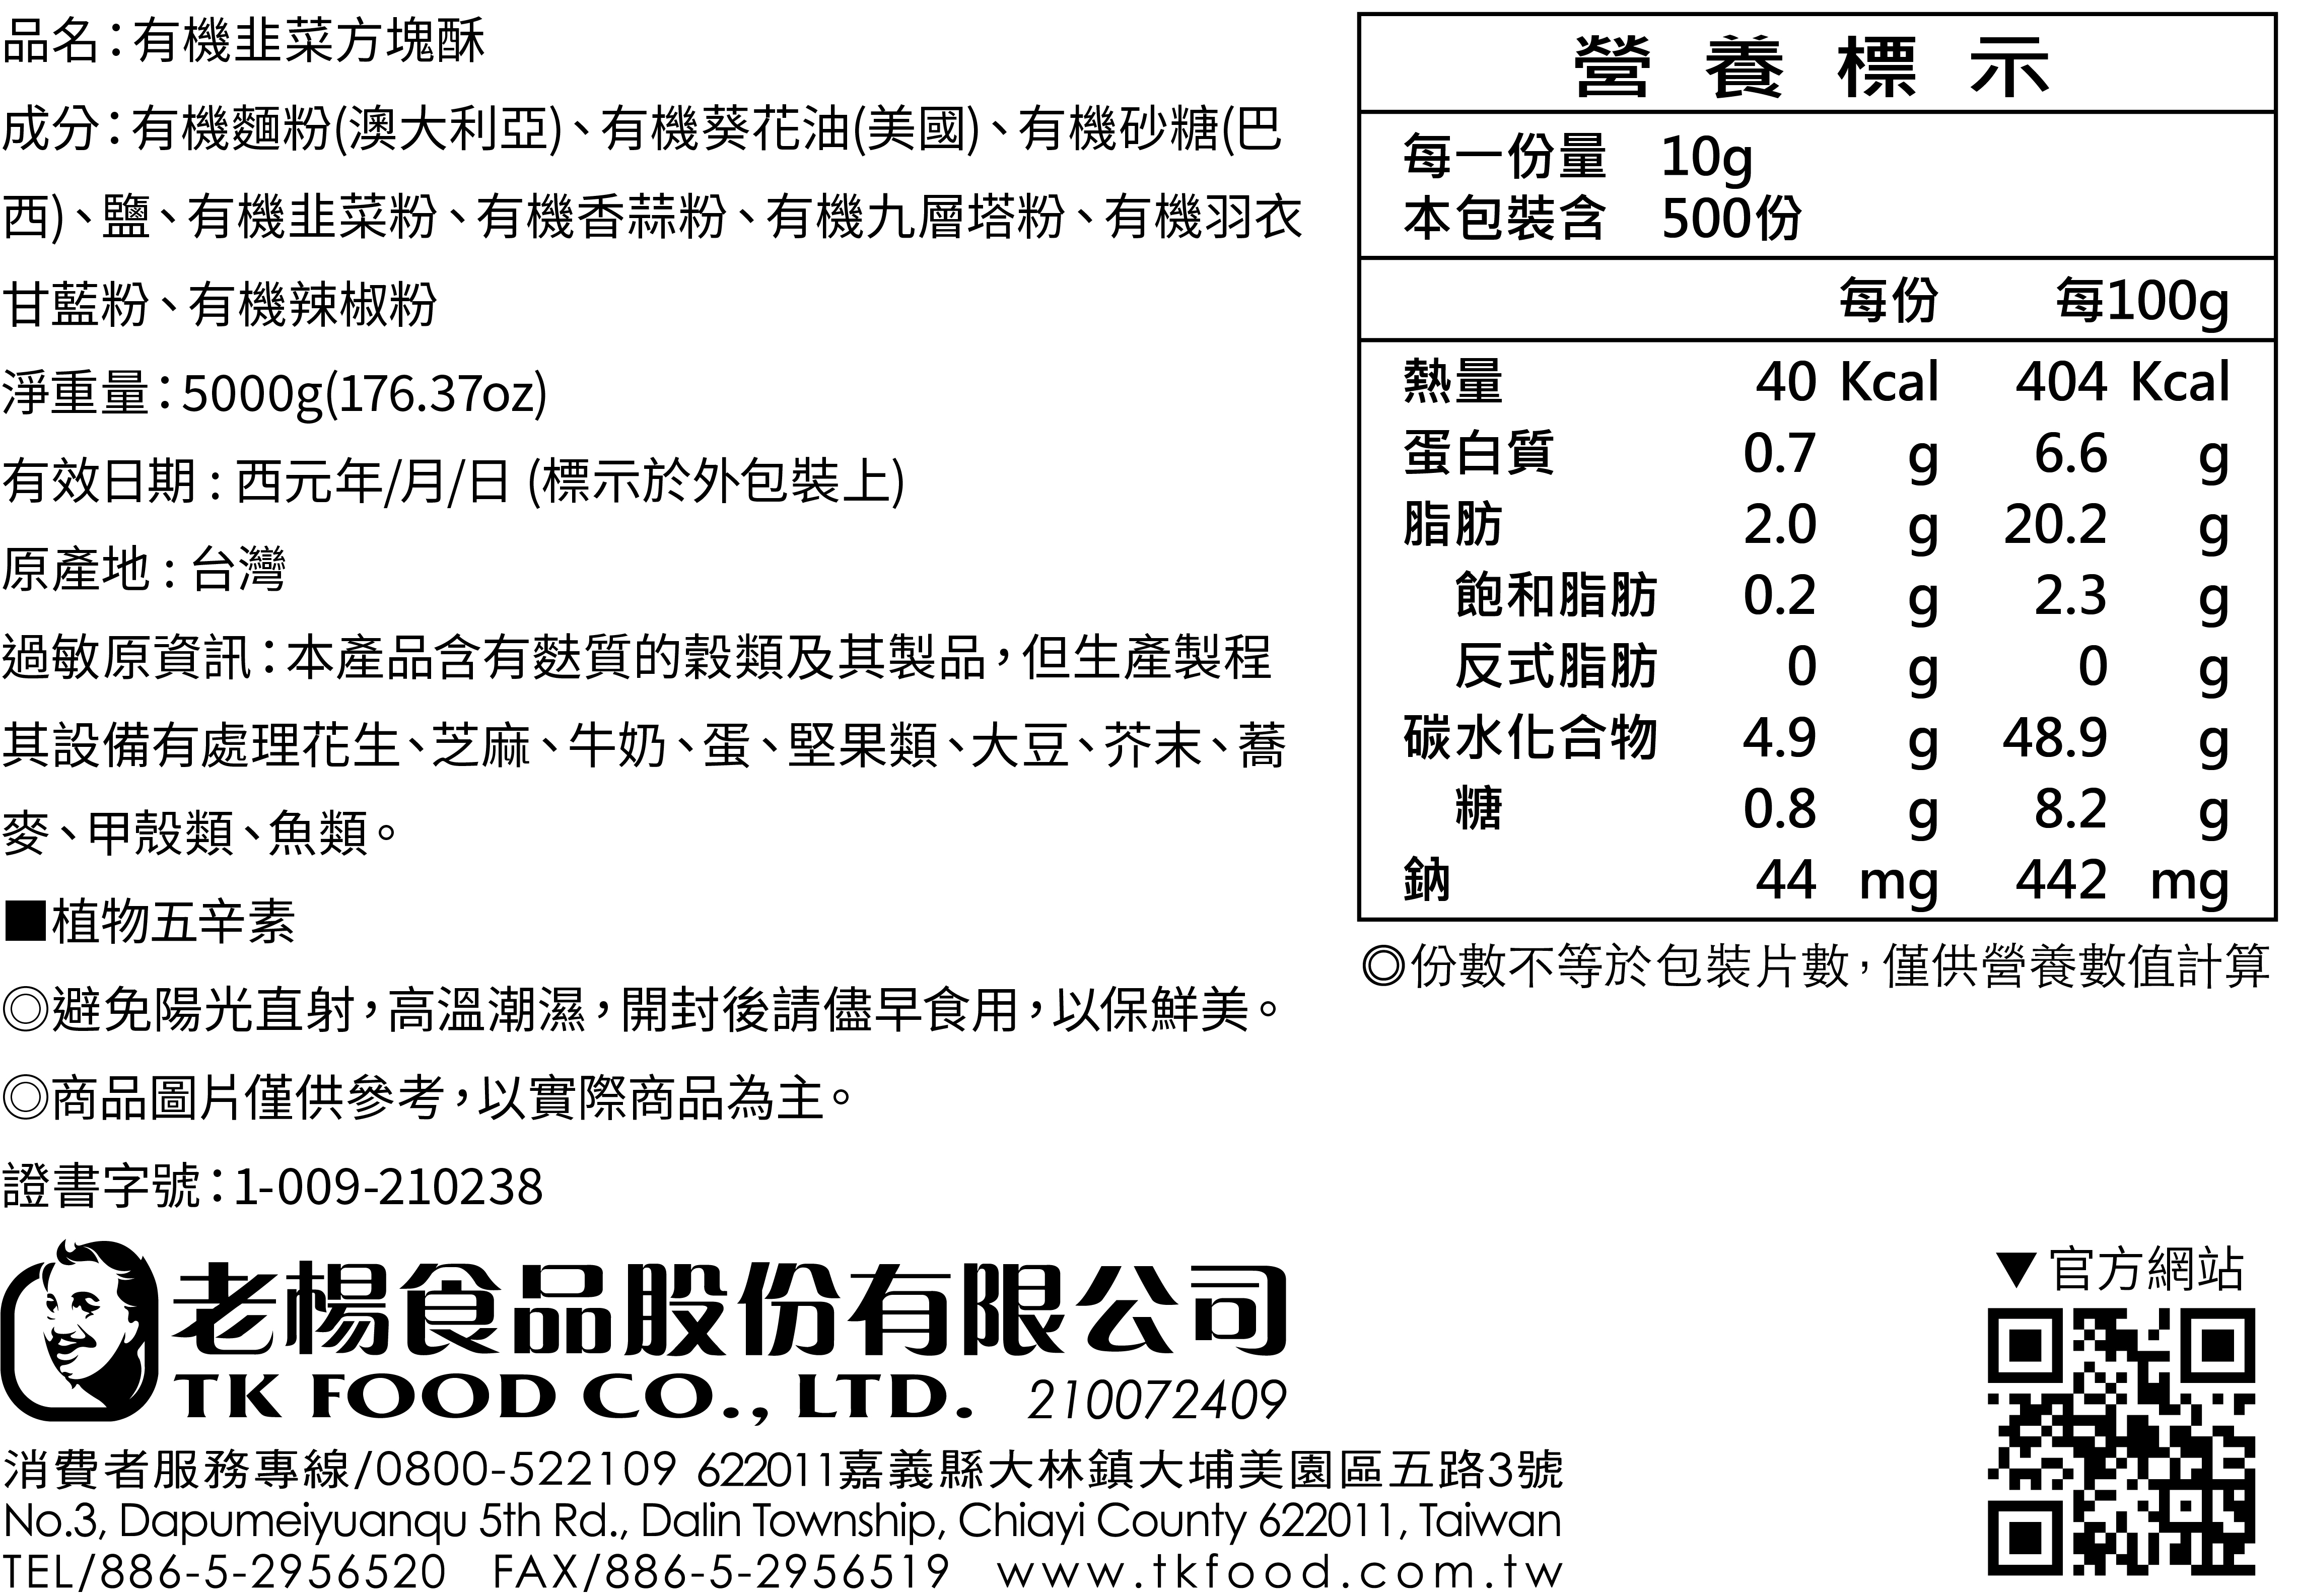 品名：有機韭菜方塊酥
成分：有機麵粉(澳大利亞)、有機葵花油(美國)、有機砂糖(巴
西)、鹽、有機韭菜粉、有機香蒜粉、有機九層塔粉、有機羽衣
甘藍粉、有機辣椒粉
淨重量：5000g(176.37oz)
有效日期 : 西元年/月/日 (標示於外包裝上)
原產地 : 台灣
過敏原資訊：本產品含有麩質的穀類及其製品，但生產製程
其設備有處理花生、芝麻、牛奶、蛋、堅果類、大豆、芥末、蕎
麥、甲殼類、魚類。
■植物五辛素
◎避免陽光直射，高溫潮濕，開封後請儘早食用，以保鮮美。
◎商品圖片僅供參考，以實際商品為主。
證書字號：1-009-210238
營養標示
每一份量 10g
本包裝含 500份
每份 每100g
熱量 40 Kcal 404 Kcal
蛋白質 0.7 g 6.6 g
脂肪 2.0 g 20.2 g
飽和脂肪 0.2 g 2.3 g
反式脂肪 0 g 0 g
碳水化合物 4.9 g 48.9 g
糖 0.8 g 8.2 g
鈉 44 mg 442 mg
◎份數不等於包裝片數，僅供營養數值計算
老楊食品股份有限公司
TK FOOD CO., LTD. 210072409
消費者服務專線/0800-522109 622011嘉義縣大林鎮大埔美園區五路3號
No.3, Dapumeiyuanqu 5th Rd., Dalin Township, Chiayi County 622011, Taiwan
TEL/886-5-2956520 FAX/886-5-2956519 www.tkfood.com.tw
▼官方網站